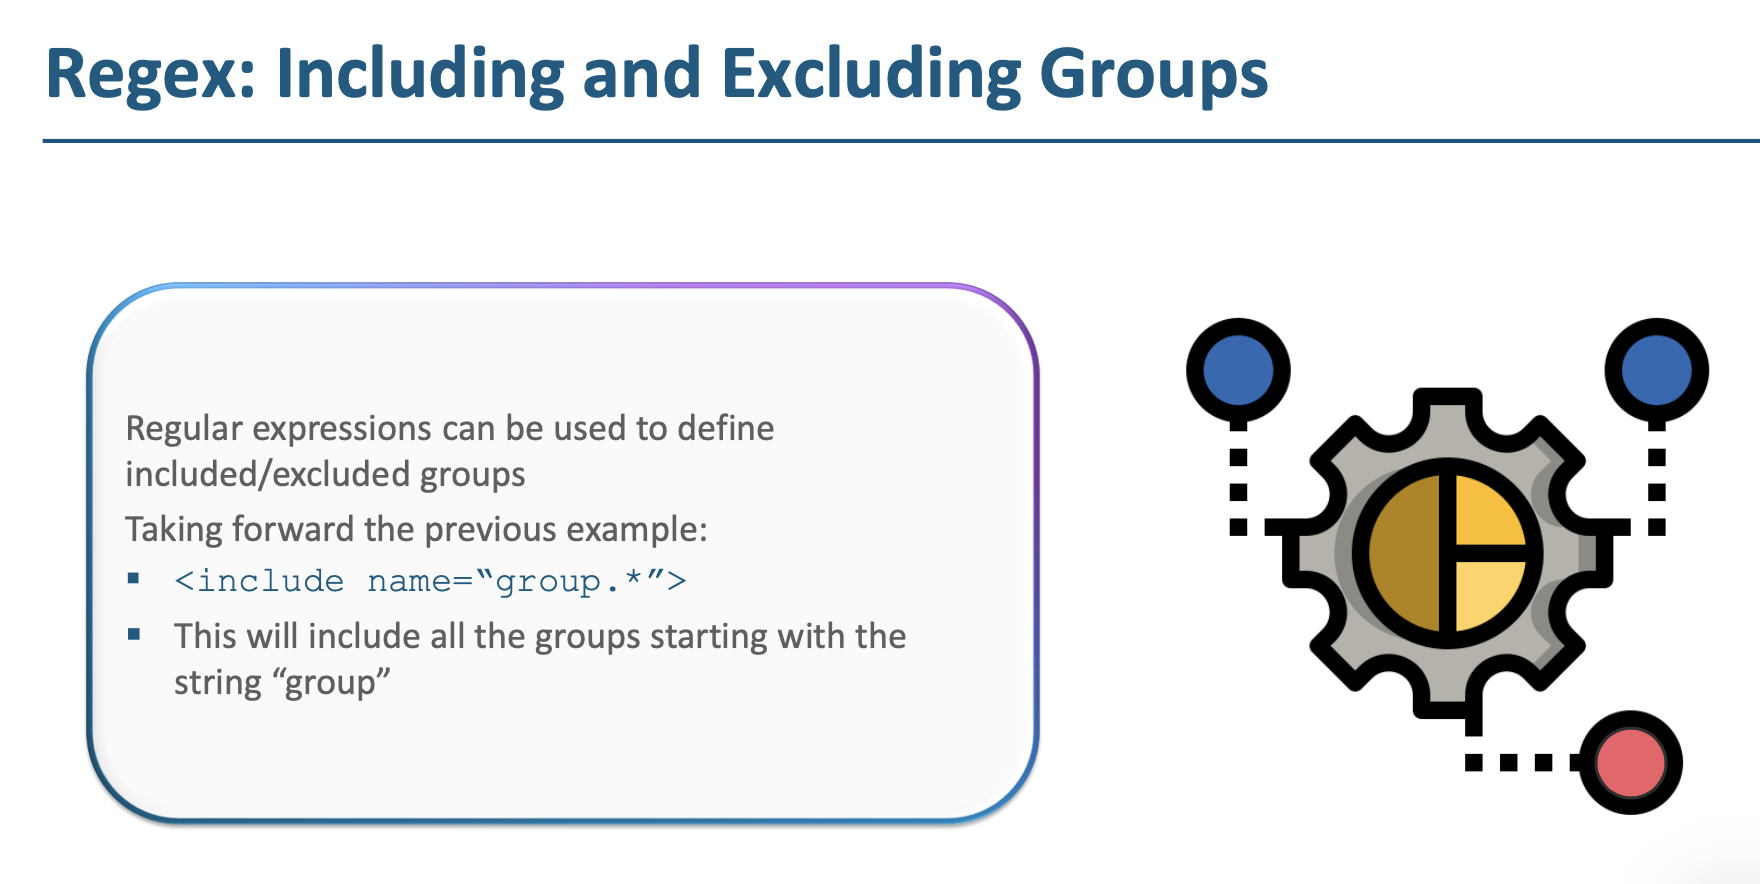 Regex: Including and Excluding Groups
Regular expressions can be used to define
included/excluded groups
Taking forward the previous example:
▪ <include name=“group.*”>
▪ This will include all the groups starting with the
string “group”